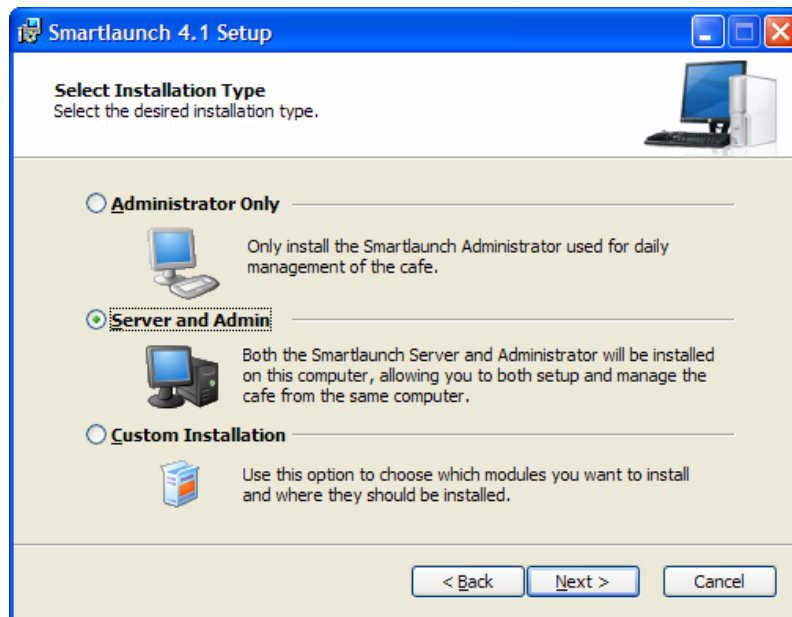 Smartlaunch 4.1 Setup
Select Installation Type
Select the desired installation type.
Administrator Only
Only install the Smartlaunch Administrator used for daily
management of the cafe.
Server and Admin
Both the Smartlaunch Server and Administrator will be installed
on this computer, allowing you to both setup and manage the
cafe from the same computer.
Custom Installation
Use this option to choose which modules you want to install
and where they should be installed.
< Back Next > Cancel